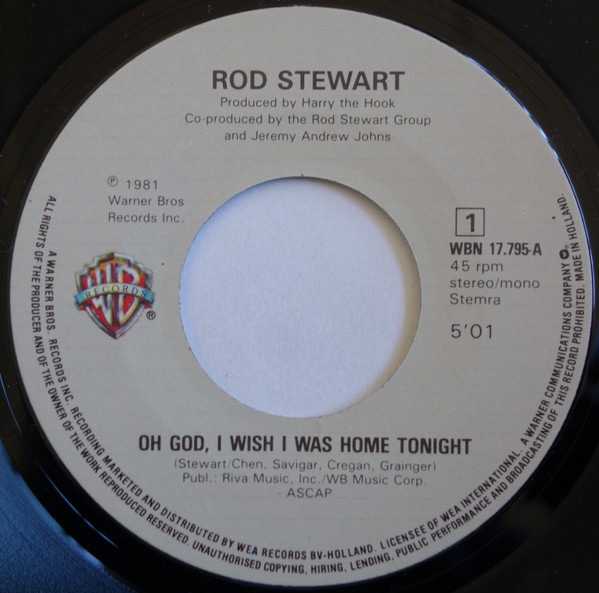 ROD STEWART
Produced by Harry the Hook
Co-produced by the Rod Stewart Group
and Jeremy Andrew Johns
℗ 1981
Warner Bros
Records Inc.
1
WBN 17.795-A
45 rpm
stereo/mono
Stemra
5'01
WB
RECORDS
®
OH GOD, I WISH I WAS HOME TONIGHT
(Stewart/Chen, Savigar, Cregan, Grainger)
Publ.: Riva Music, Inc./WB Music Corp.
- ASCAP
A WARNER BROS. RECORDS INC. RECORDING MARKETED AND DISTRIBUTED BY WEA RECORDS BV-HOLLAND. LICENSEE OF WEA INTERNATIONAL, A WARNER COMMUNICATIONS COMPANY
ALL RIGHTS OF THE PRODUCER AND OF THE OWNER OF THE WORK REPRODUCED RESERVED. UNAUTHORISED COPYING, HIRING, LENDING, PUBLIC PERFORMANCE AND BROADCASTING OF THIS RECORD PROHIBITED. MADE IN HOLLAND.